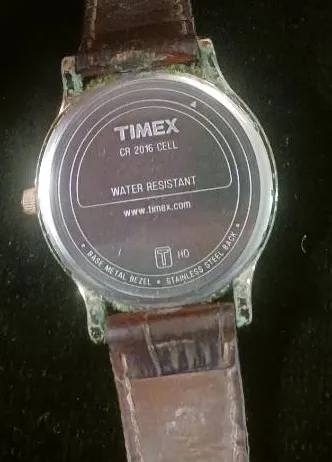 TIMEX
CR 2016 CELL
WATER RESISTANT
www.timex.com
T HD
• BASE METAL BEZEL • STAINLESS STEEL BACK •